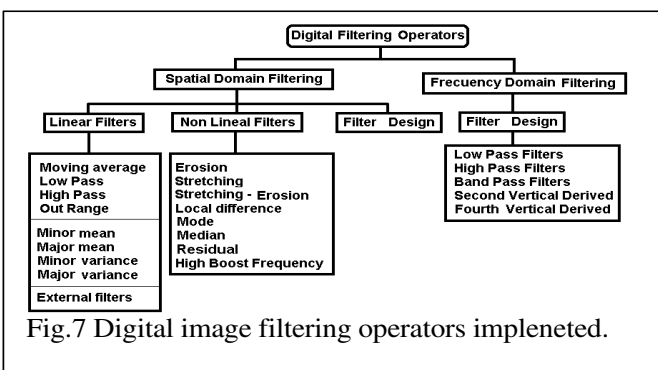 Digital Filtering Operators
Spatial Domain Filtering
Frecuency Domain Filtering
Linear Filters
Non Lineal Filters
Filter Design
Filter Design
Moving average
Low Pass
High Pass
Out Range
Minor mean
Major mean
Minor variance
Major variance
External filters
Erosion
Stretching
Stretching - Erosion
Local difference
Mode
Median
Residual
High Boost Frequency
Low Pass Filters
High Pass Filters
Band Pass Filters
Second Vertical Derived
Fourth Vertical Derived
Fig.7 Digital image filtering operators impleneted.